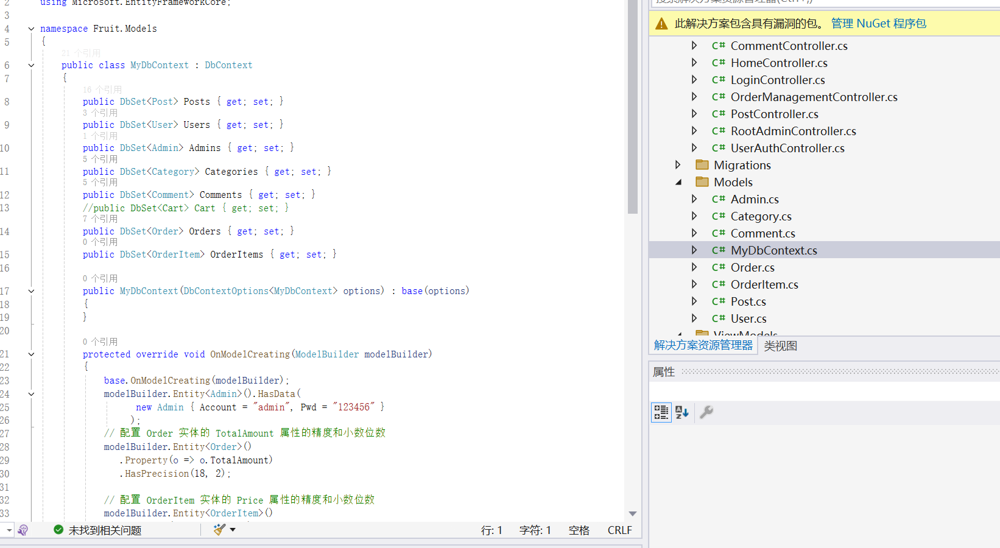 2 using Microsoft.EntityFrameworkCore;
3
4 namespace Fruit.Models
5 {
21 个引用
6 public class MyDbContext : DbContext
7 {
16 个引用
8 public DbSet<Post> Posts { get; set; }
3 个引用
9 public DbSet<User> Users { get; set; }
1 个引用
10 public DbSet<Admin> Admins { get; set; }
5 个引用
11 public DbSet<Category> Categories { get; set; }
5 个引用
12 public DbSet<Comment> Comments { get; set; }
13 //public DbSet<Cart> Cart { get; set; }
7 个引用
14 public DbSet<Order> Orders { get; set; }
0 个引用
15 public DbSet<OrderItem> OrderItems { get; set; }
16
0 个引用
17 public MyDbContext(DbContextOptions<MyDbContext> options) : base(options)
18 {
19 }
20
0 个引用
21 protected override void OnModelCreating(ModelBuilder modelBuilder)
22 {
23 base.OnModelCreating(modelBuilder);
24 modelBuilder.Entity<Admin>().HasData(
25 new Admin { Account = "admin", Pwd = "123456" }
26 );
27 // 配置 Order 实体的 TotalAmount 属性的精度和小数位数
28 modelBuilder.Entity<Order>()
29 .Property(o => o.TotalAmount)
30 .HasPrecision(18, 2);
31
32 // 配置 OrderItem 实体的 Price 属性的精度和小数位数
33 modelBuilder.Entity<OrderItem>()
未找到相关问题
行: 1 字符: 1 空格 CRLF
搜索解决方案资源管理器(Ctrl+;)
此解决方案包含具有漏洞的包。 管理 NuGet 程序包
C# CommentController.cs
C# HomeController.cs
C# LoginController.cs
C# OrderManagementController.cs
C# PostController.cs
C# RootAdminController.cs
C# UserAuthController.cs
Migrations
Models
C# Admin.cs
C# Category.cs
C# Comment.cs
C# MyDbContext.cs
C# Order.cs
C# OrderItem.cs
C# Post.cs
C# User.cs
ViewModels
解决方案资源管理器 类视图
属性